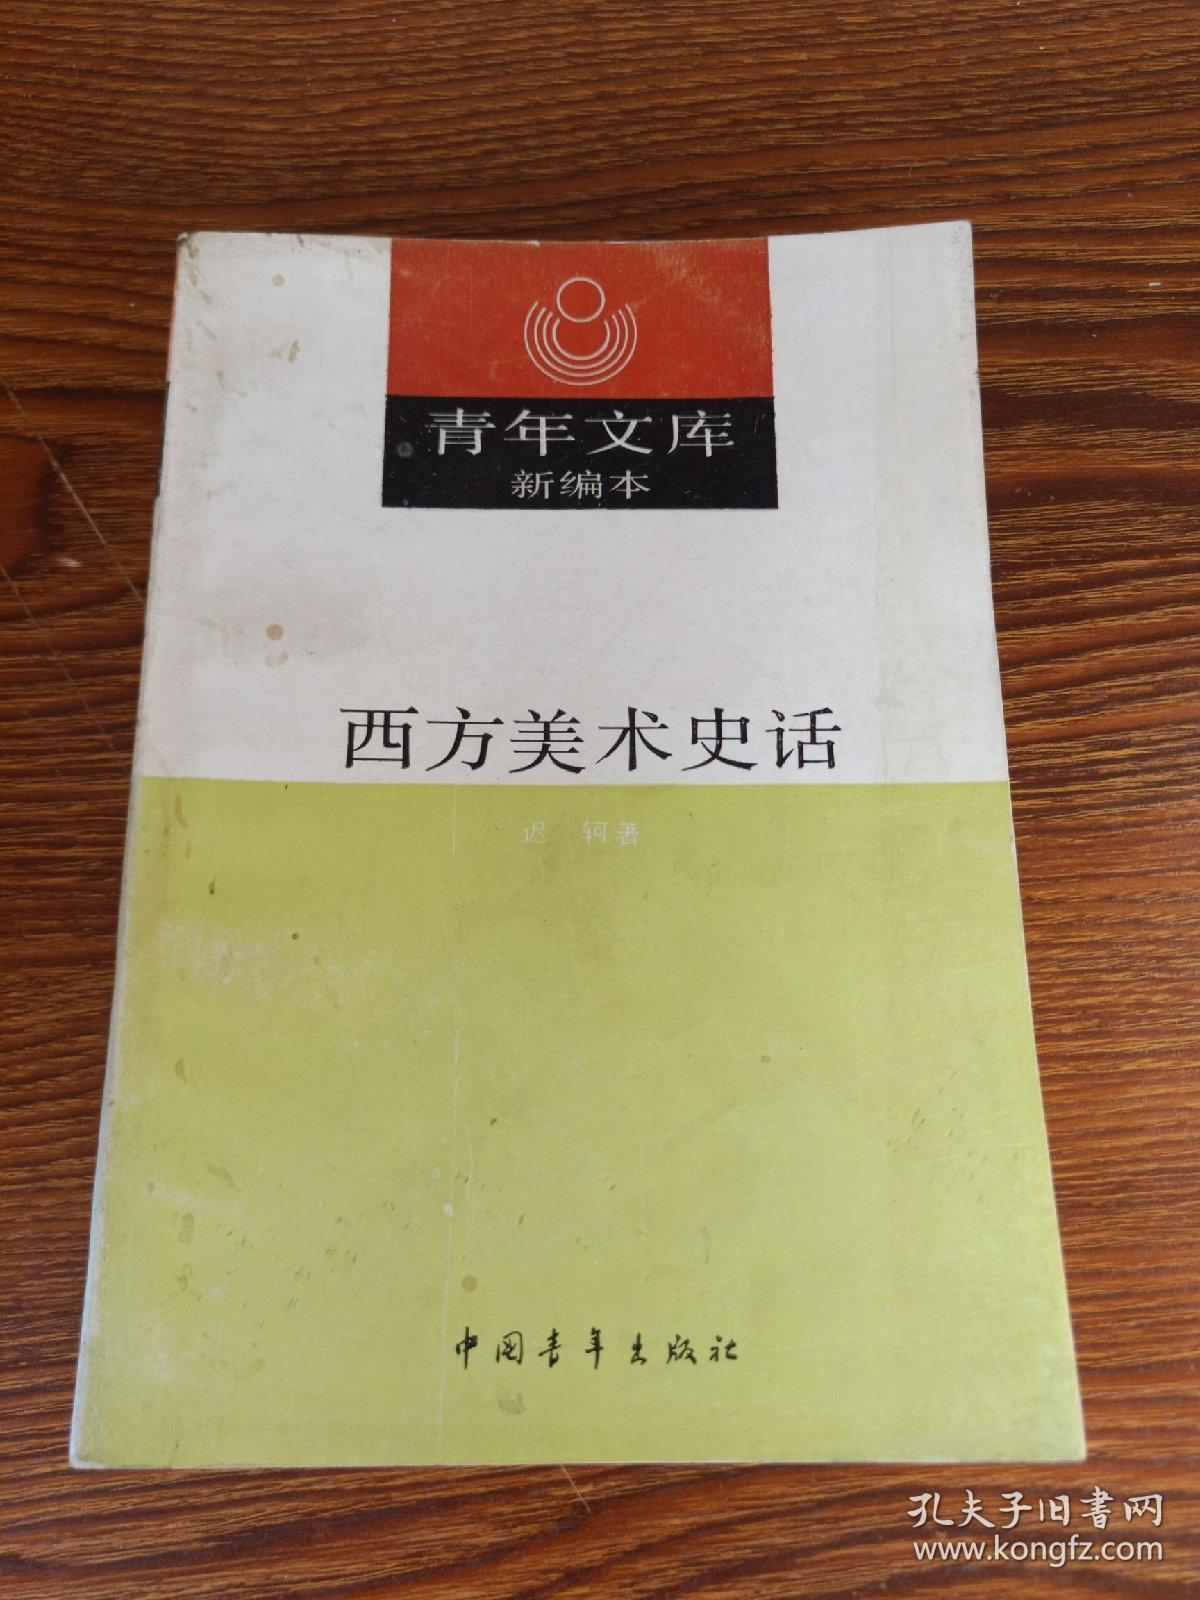 青年文库
新编本
西方美术史话
迟 轲著
中国青年出版社
孔夫子旧书网
www.kongfz.com